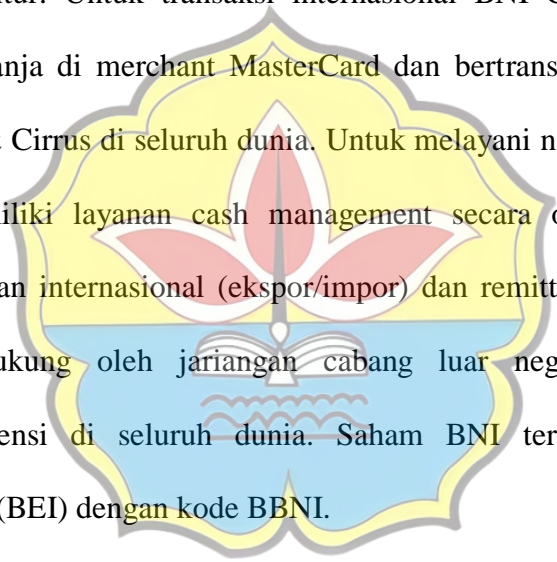 Untuk transaksi internasional BNI
anja di merchant MasterCard dan bertrans
Cirrus di seluruh dunia. Untuk melayani
iliki layanan cash management secara
an internasional (ekspor/impor) dan remitt
ukung oleh jariangan cabang luar neg
ensi di seluruh dunia. Saham BNI ter
(BEI) dengan kode BBNI.